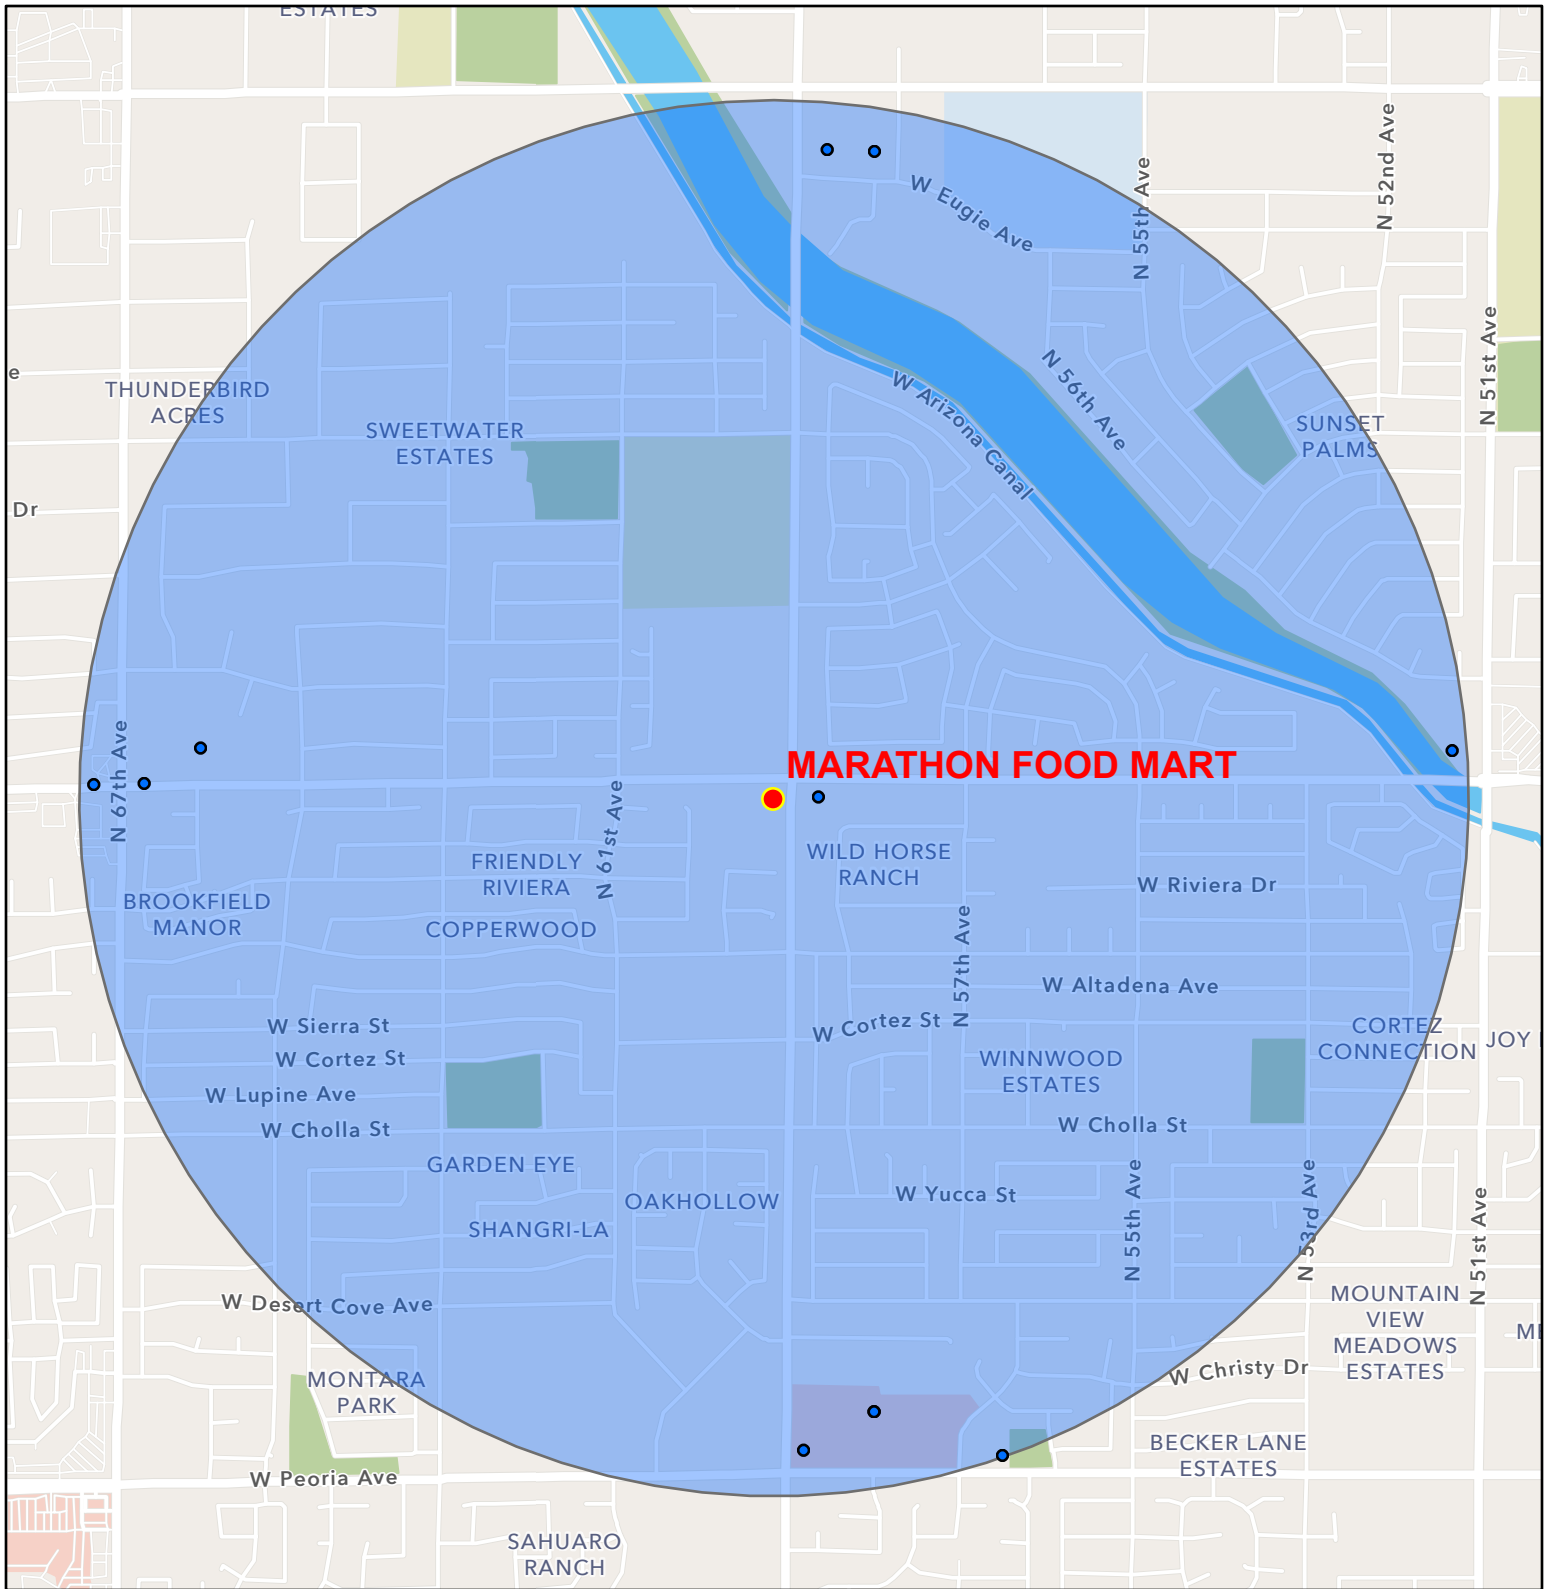 ESTATES
N 52nd Ave
N 55th Ave
W Eugie Ave
N 51st Ave
e
THUNDERBIRD
ACRES
N 56th Ave
W Arizona Canal
SWEETWATER
ESTATES
SUNSET
PALMS
Dr
N 67th Ave
MARATHON FOOD MART
N 61st Ave
FRIENDLY
RIVIERA
WILD HORSE
RANCH
W Riviera Dr
BROOKFIELD
MANOR
COPPERWOOD
N 57th Ave
W Altadena Ave
W Sierra St
W Cortez St
CORTEZ
CONNECTION
JOY
W Cortez St
WINNWOOD
ESTATES
W Lupine Ave
W Cholla St
W Cholla St
GARDEN EYE
OAKHOLLOW
W Yucca St
N 55th Ave
N 53rd Ave
N 51st Ave
SHANGRI-LA
W Desert Cove Ave
MOUNTAIN
VIEW
MEADOWS
ESTATES
W Christy Dr
MONTARA
PARK
BECKER LANE
ESTATES
W Peoria Ave
SAHUARO
RANCH